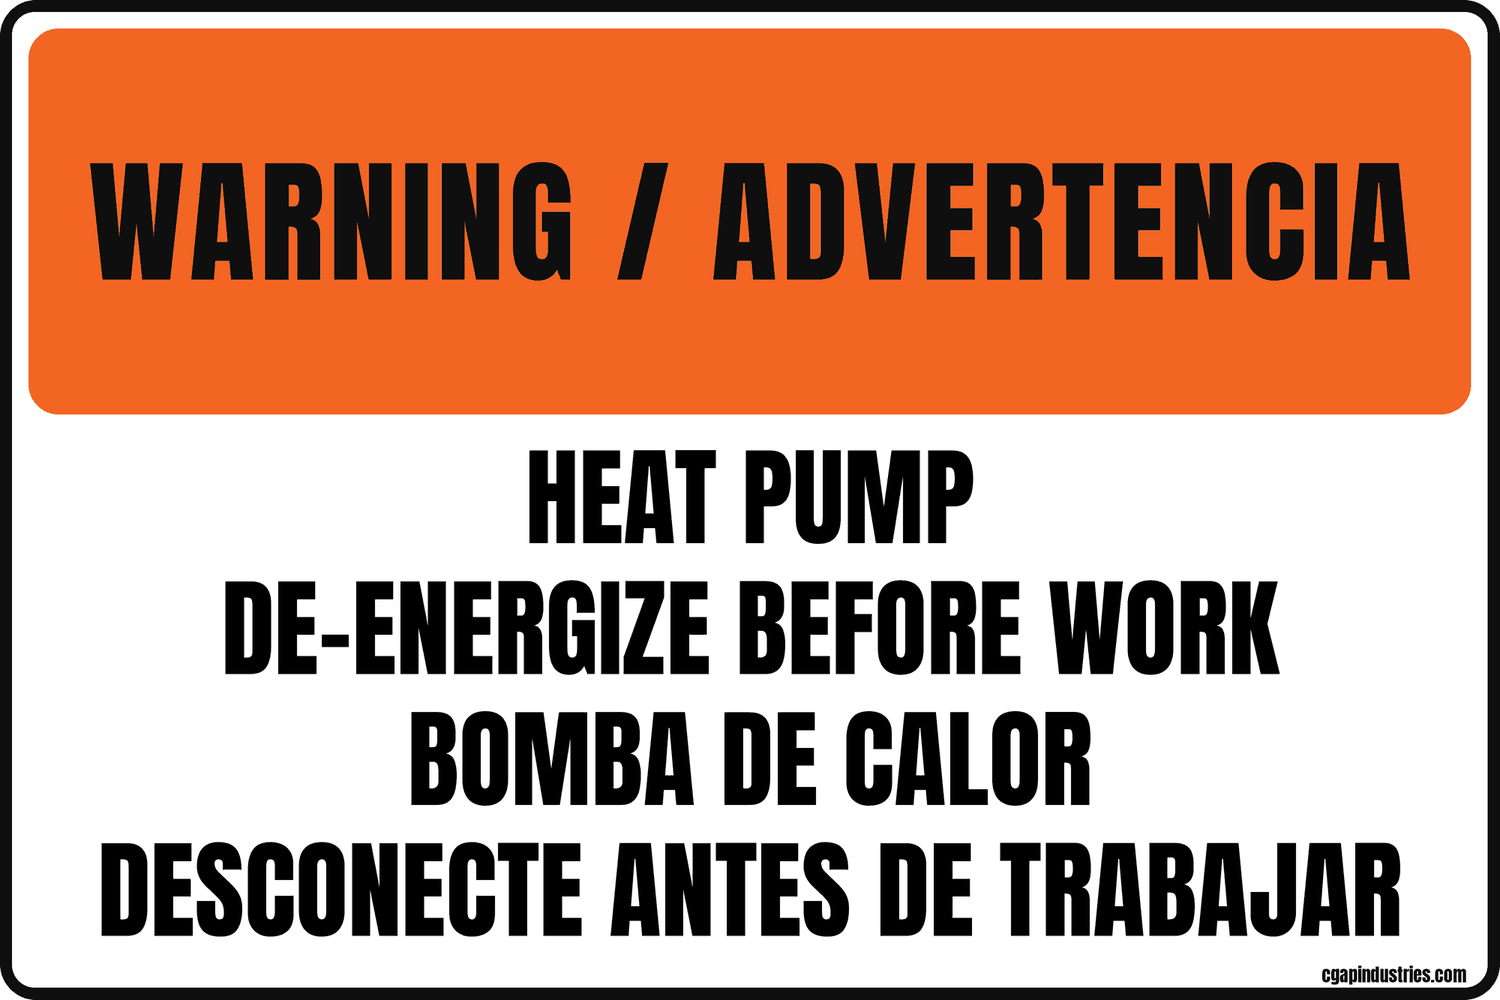 WARNING / ADVERTENCIA
HEAT PUMP
DE-ENERGIZE BEFORE WORK
BOMBA DE CALOR
DESCONECTE ANTES DE TRABAJAR
cgapindustries.com